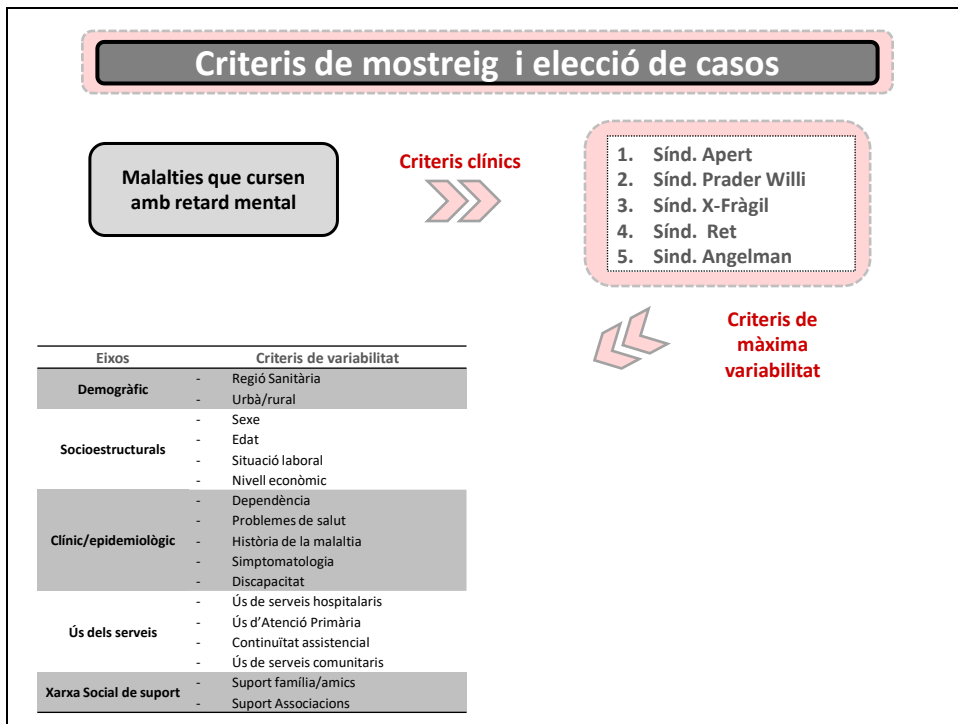 Criteris de mostreig i elecció de casos
Malalties que cursen
amb retard mental
Criteris clínics
1. Sínd. Apert
2. Sínd. Prader Willi
3. Sínd. X-Fràgil
4. Sínd. Ret
5. Sind. Angelman
Criteris de
màxima
variabilitat
Eixos Criteris de variabilitat
Demogràfic
- Regió Sanitària
- Urbà/rural
Socioestructurals
- Sexe
- Edat
- Situació laboral
- Nivell econòmic
Clínic/epidemiològic
- Dependència
- Problemes de salut
- Història de la malaltia
- Simptomatologia
- Discapacitat
Ús dels serveis
- Ús de serveis hospitalaris
- Ús d'Atenció Primària
- Continuïtat assistencial
- Ús de serveis comunitaris
Xarxa Social de suport
- Suport família/amics
- Suport Associacions